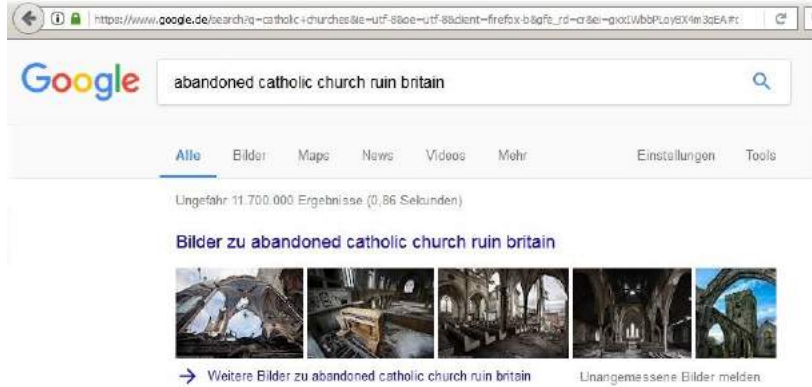 Google
abandoned catholic church ruin britain
Alle Bilder Maps News Videos Mehr Einstellungen Tools
Ungefähr 11.700.000 Ergebnisse (0,86 Sekunden)
Bilder zu abandoned catholic church ruin britain
→ Weitere Bilder zu abandoned catholic church ruin britain Unangemessene Bilder melden